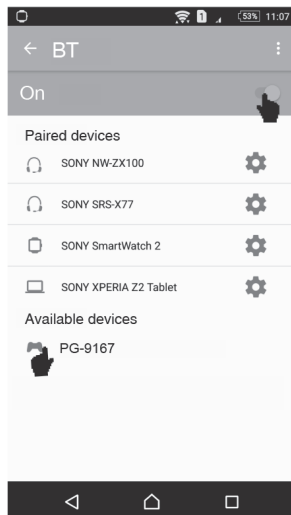 1 53% 11:07
BT
On
Paired devices
SONY NW-ZX100
SONY SRS-X77
SONY SmartWatch 2
SONY XPERIA Z2 Tablet
Available devices
PG-9167